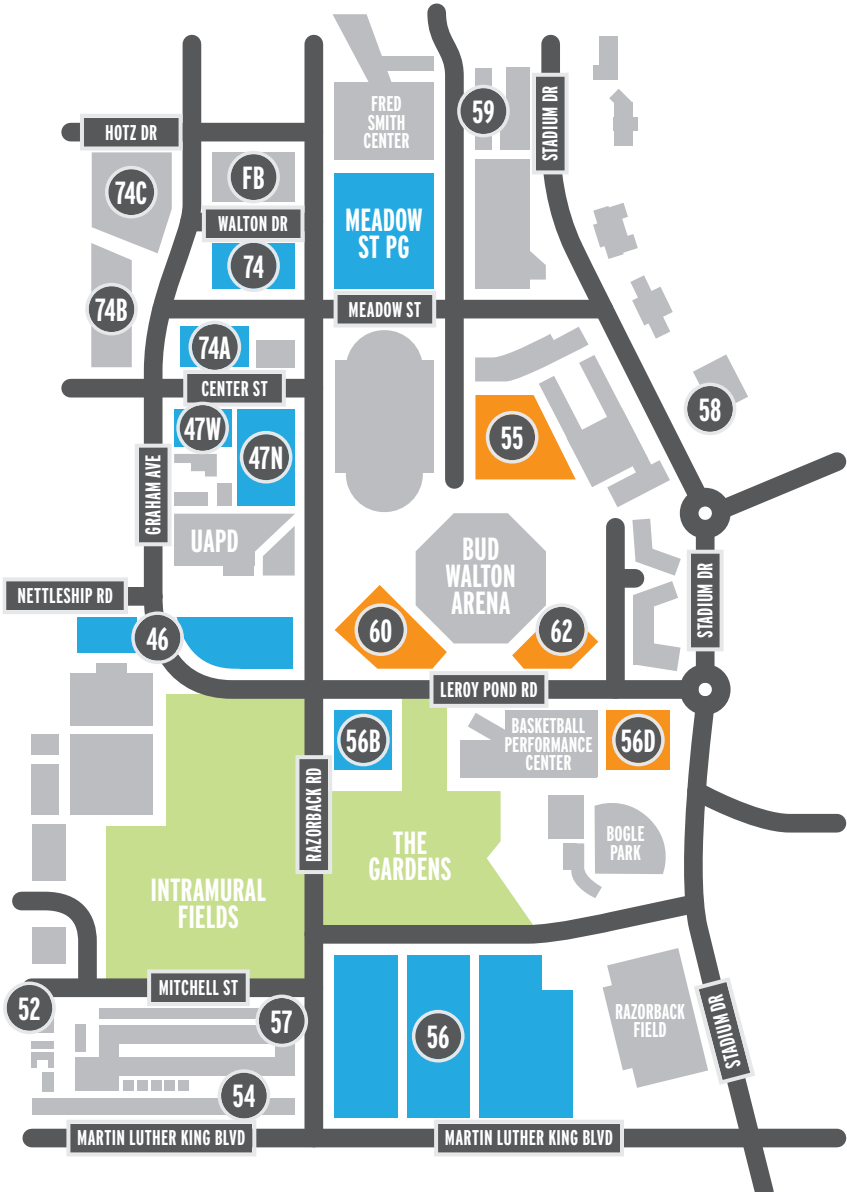 FRED
SMITH
CENTER
59
STADIUM DR
HOTZ DR
74C
FB
WALTON DR
MEADOW
ST PG
74
74B
MEADOW ST
74A
CENTER ST
47W
47N
55
58
GRAHAM AVE
UAPD
BUD
WALTON
ARENA
NETTLESHIP RD
STADIUM DR
46
60
62
LEROY POND RD
56B
BASKETBALL
PERFORMANCE
CENTER
56D
RAZORBACK RD
THE
GARDENS
BOGLE
PARK
INTRAMURAL
FIELDS
MITCHELL ST
52
57
56
RAZORBACK
FIELD
STADIUM DR
54
MARTIN LUTHER KING BLVD
MARTIN LUTHER KING BLVD